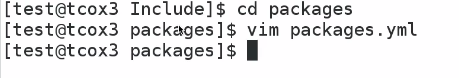 [test@tcox3 Include]$ cd packages
[test@tcox3 packages]$ vim packages.yml
[test@tcox3 packages]$